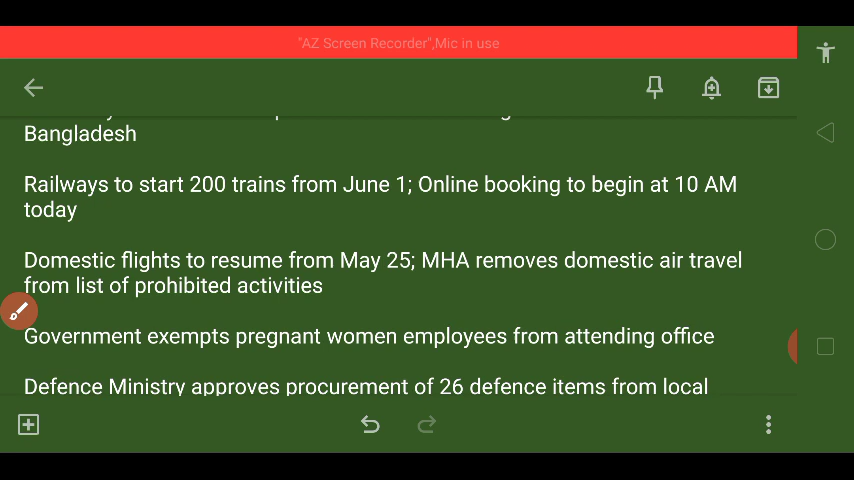 "AZ Screen Recorder",Mic in use
Bangladesh
Railways to start 200 trains from June 1; Online booking to begin at 10 AM
today
Domestic flights to resume from May 25; MHA removes domestic air travel
from list of prohibited activities
Government exempts pregnant women employees from attending office
Defence Ministry approves procurement of 26 defence items from local